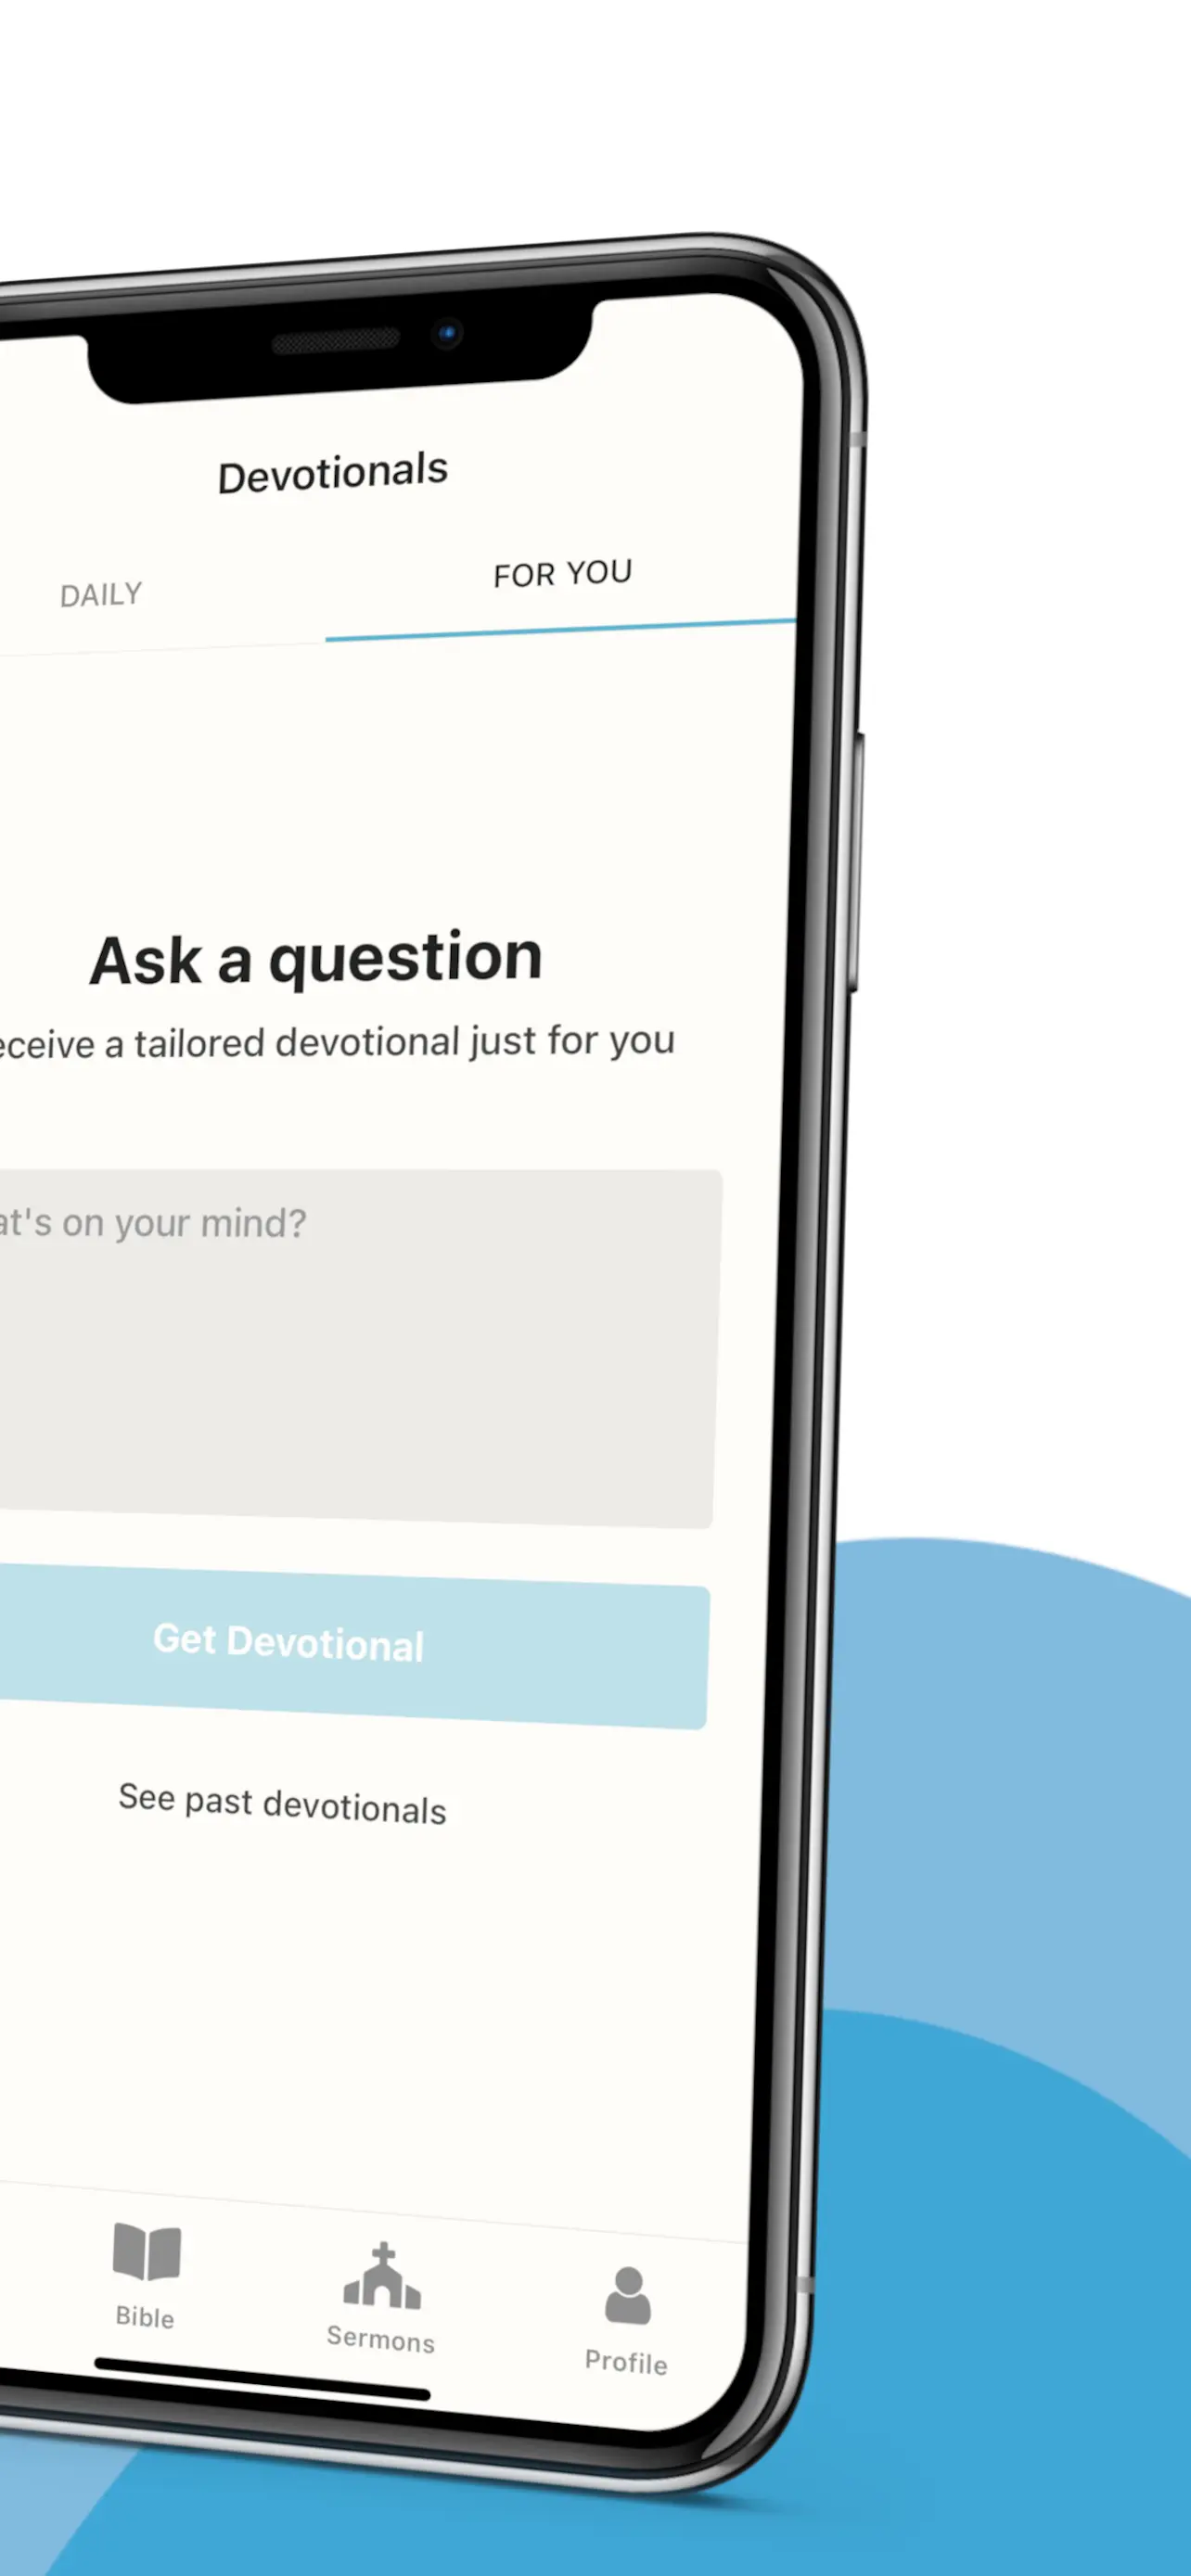 Devotionals
DAILY FOR YOU
Ask a question
eceive a tailored devotional just for you
at's on your mind?
Get Devotional
See past devotionals
Bible Sermons Profile